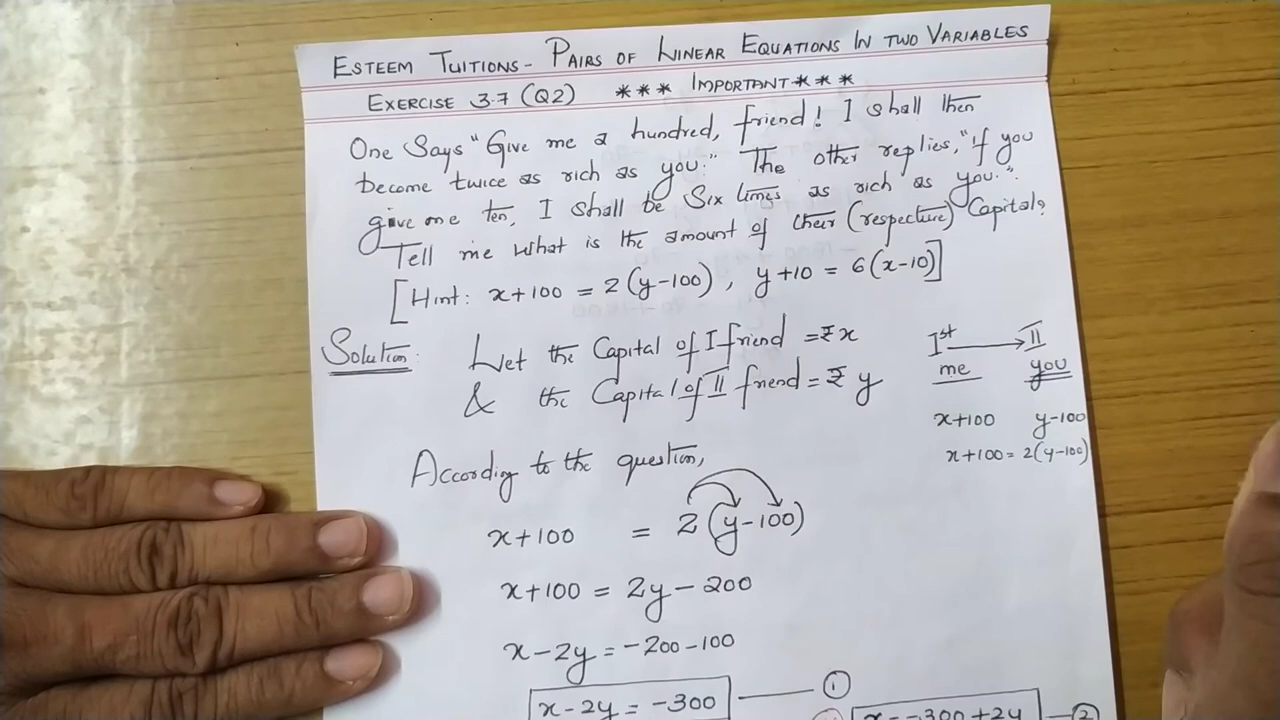 ESTEEM TUITIONS - PAIRS OF LINEAR EQUATIONS IN TWO VARIABLES
EXERCISE 3.7 (Q2) *** IMPORTANT ***
One Says "Give me a hundred, friend! I shall then
become twice as rich as you." The other replies, "If you
give me ten, I shall be Six times as rich as you."
Tell me what is the amount of their (respective) Capital?
[Hint: x+100 = 2(y-100), y+10 = 6(x-10)]
Solution: Let the Capital of I friend = ₹ x
& the Capital of II friend = ₹ y
Ist → II
me you
x+100 y-100
x+100 = 2(y-100)
According to the question,
x+100 = 2(y-100)
x+100 = 2y-200
x-2y = -200-100
x-2y = -300 — ①
x = -300+2y — ②